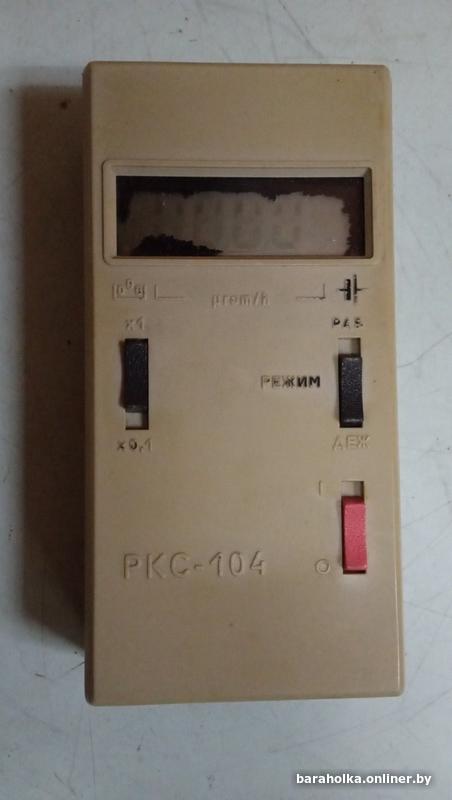 μrem/h
x1
РАБ
РЕЖИМ
x0,1
ДЕЖ
I
РКС-104
O
baraholka.onliner.by